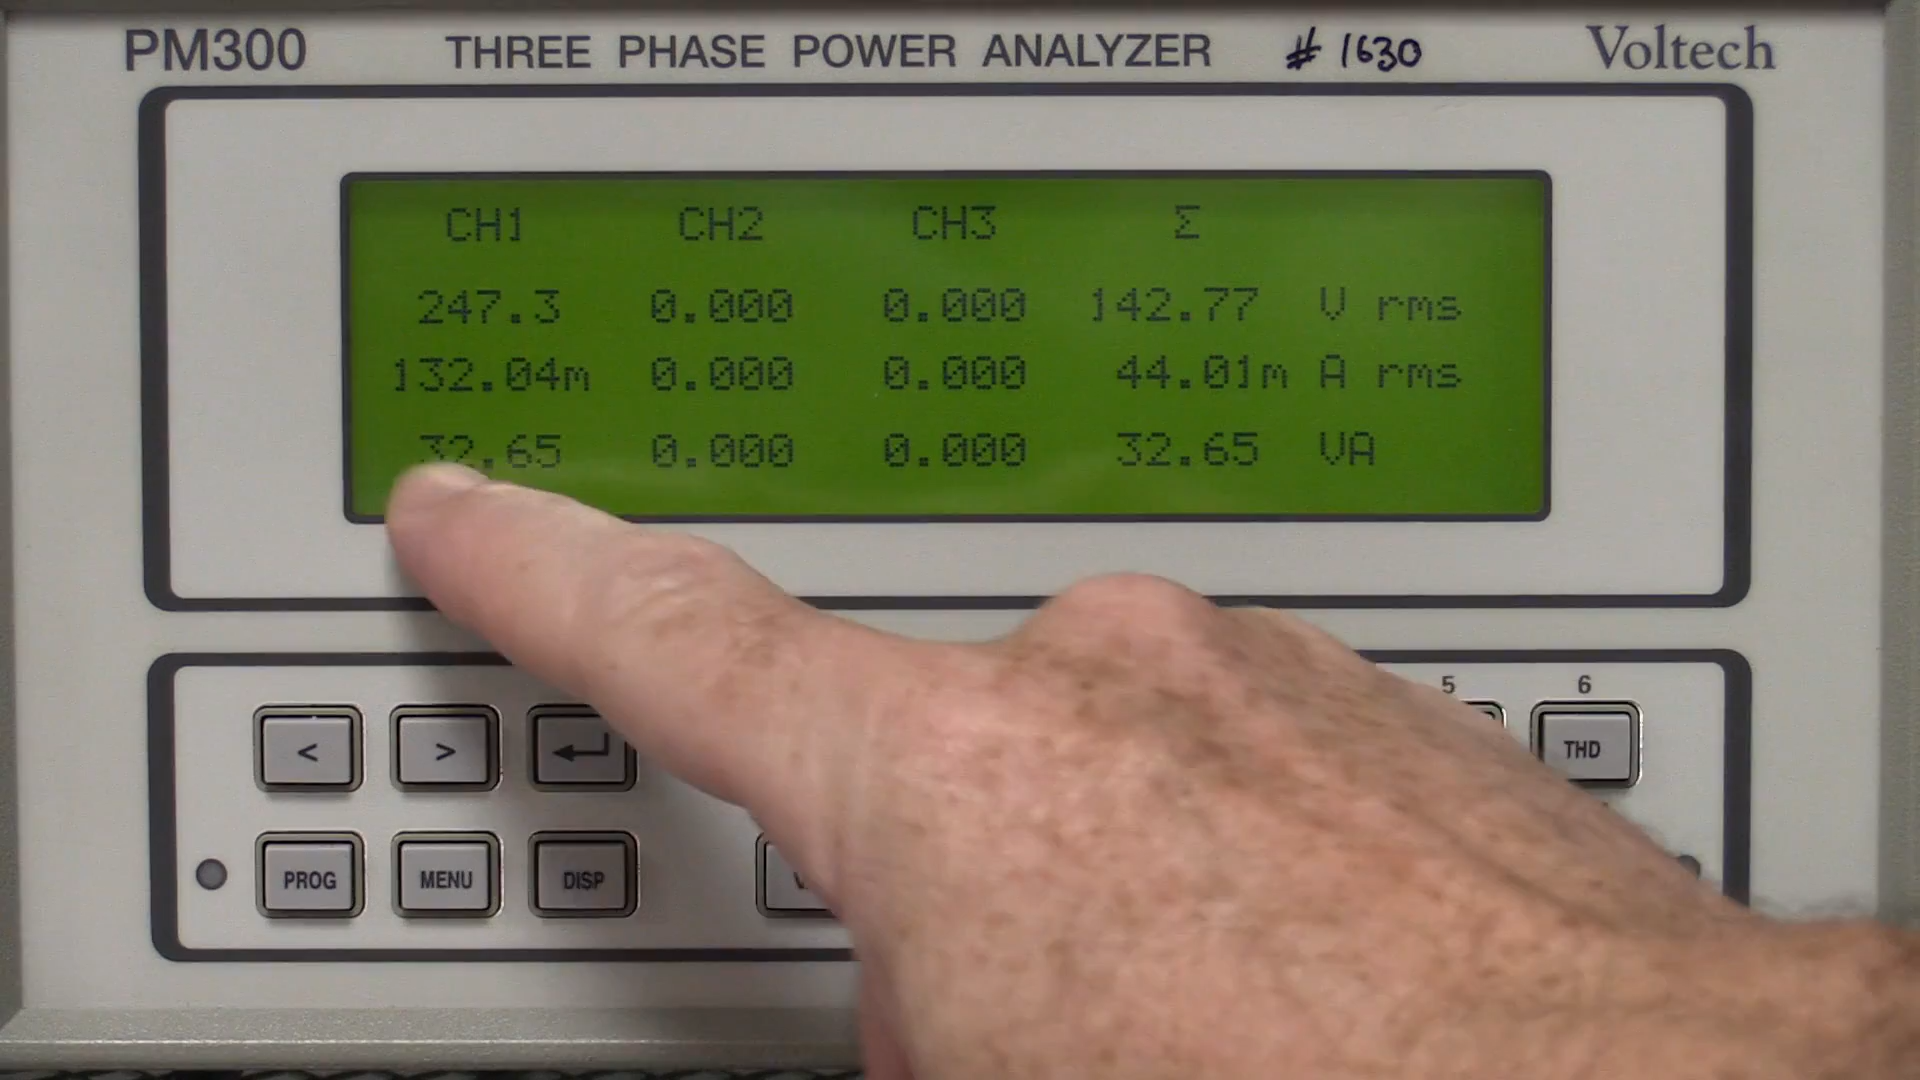 PM300 THREE PHASE POWER ANALYZER # 1630 Voltech
CH1 CH2 CH3 Σ
247.3 0.000 0.000 142.77 V rms
132.04m 0.000 0.000 44.01m A rms
32.65 0.000 0.000 32.65 VA
5 6
< > THD
PROG MENU DISP